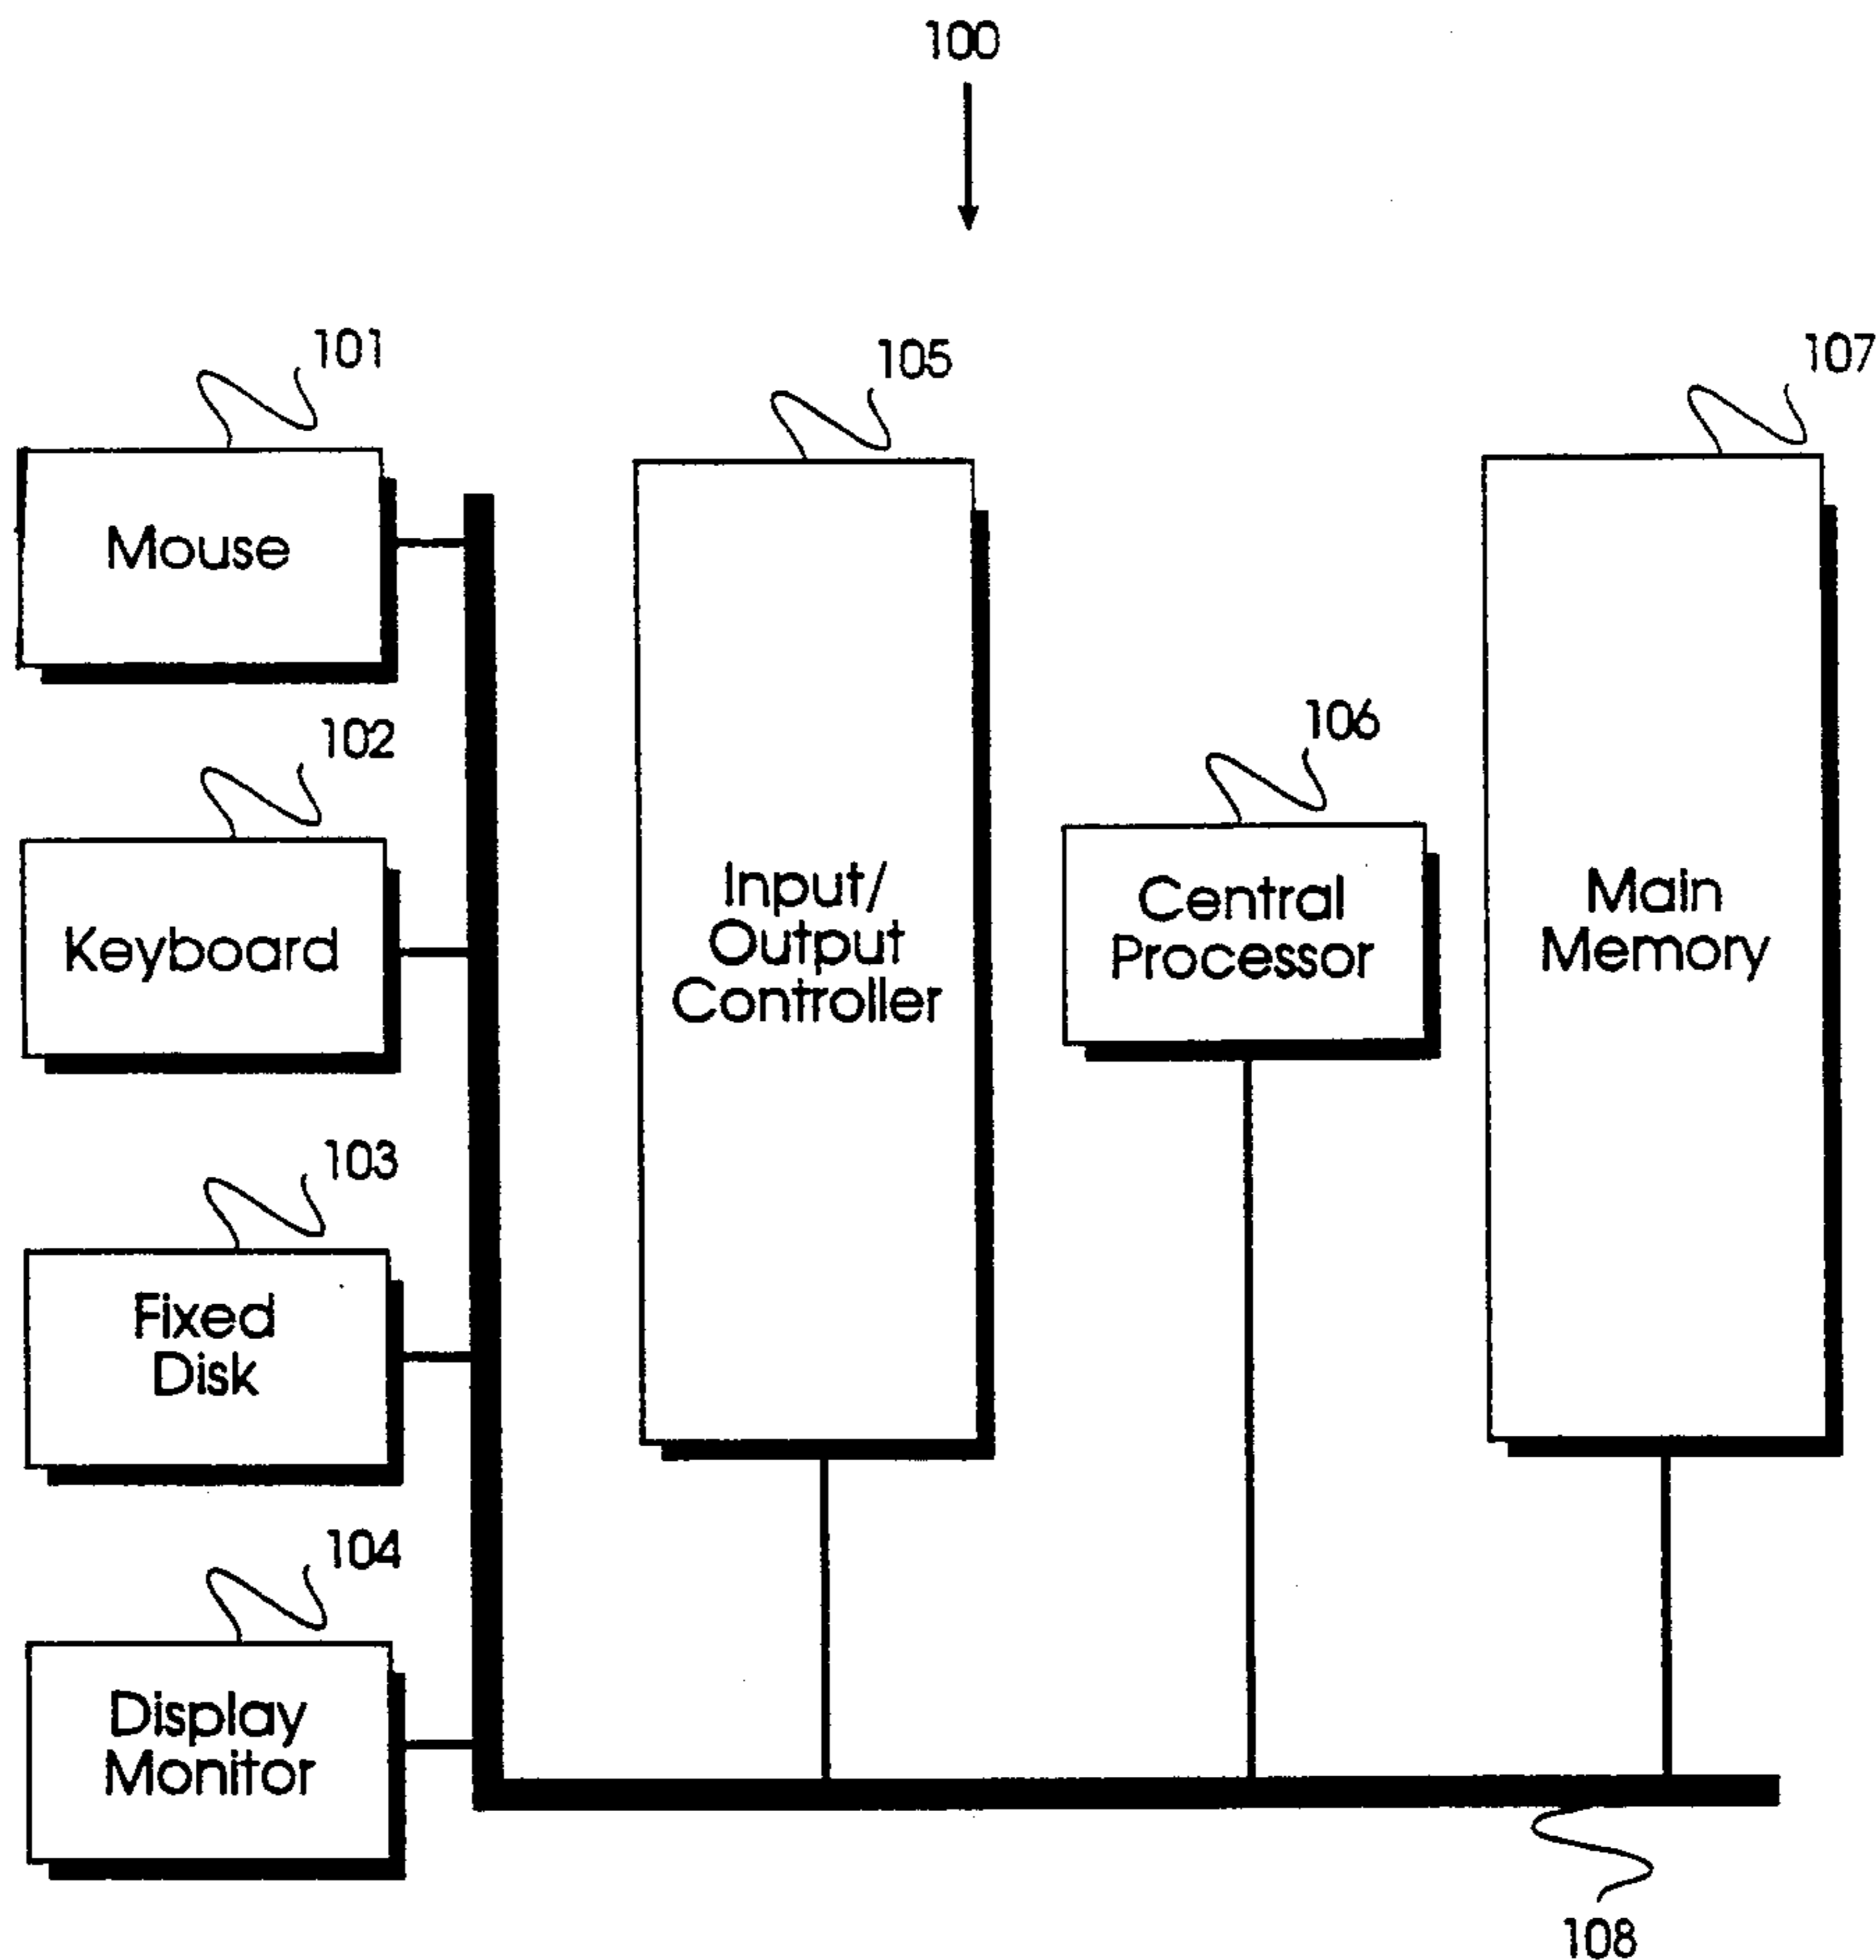 100
101
Mouse
102
Keyboard
103
Fixed
Disk
104
Display
Monitor
105
Input/
Output
Controller
106
Central
Processor
107
Main
Memory
108